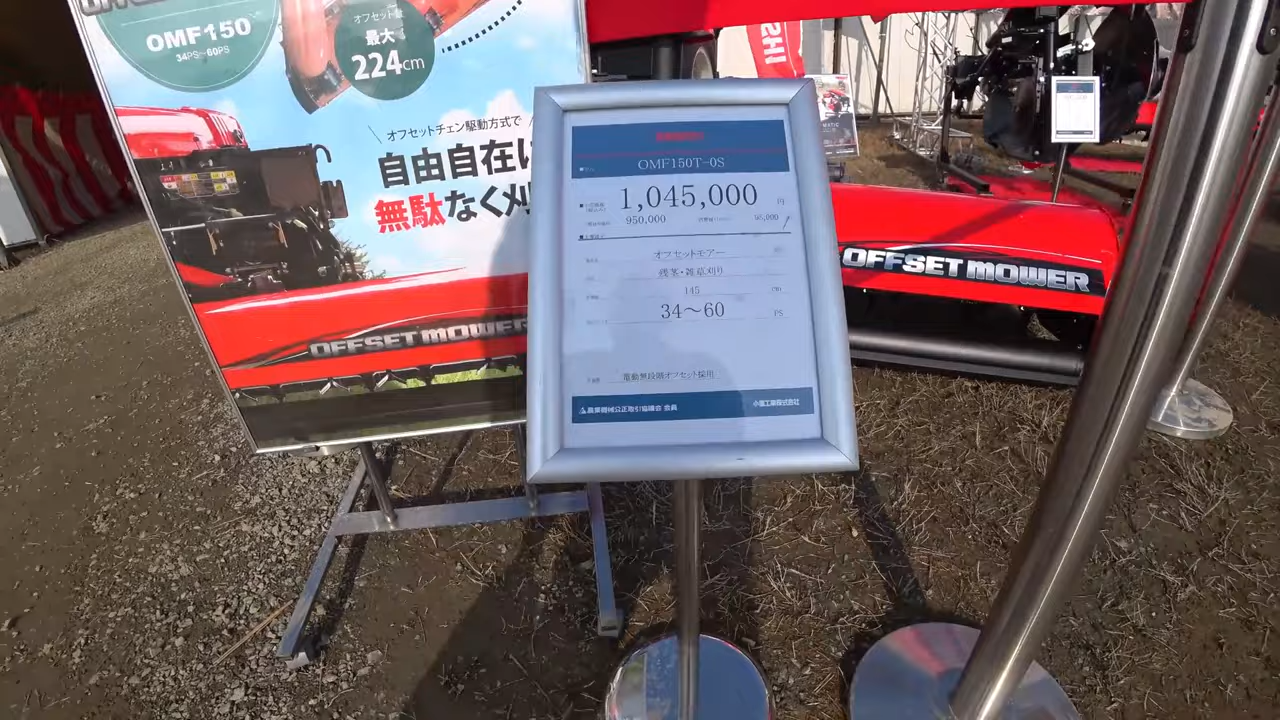 OMF150
34PS～60PS
オフセット量
最大
224cm
オフセットチェン駆動方式で
自由自在に
無駄なく刈
OFFSET MOWER
OMF150T-0S
1,045,000 円
950,000
95,000
オフセットモアー
残茎・雑草刈り
145
34～60 PS
電動無段階オフセット採用
農業機械公正取引協議会 会員
小橋工業株式会社
OFFSET MOWER
SHI
MATIC